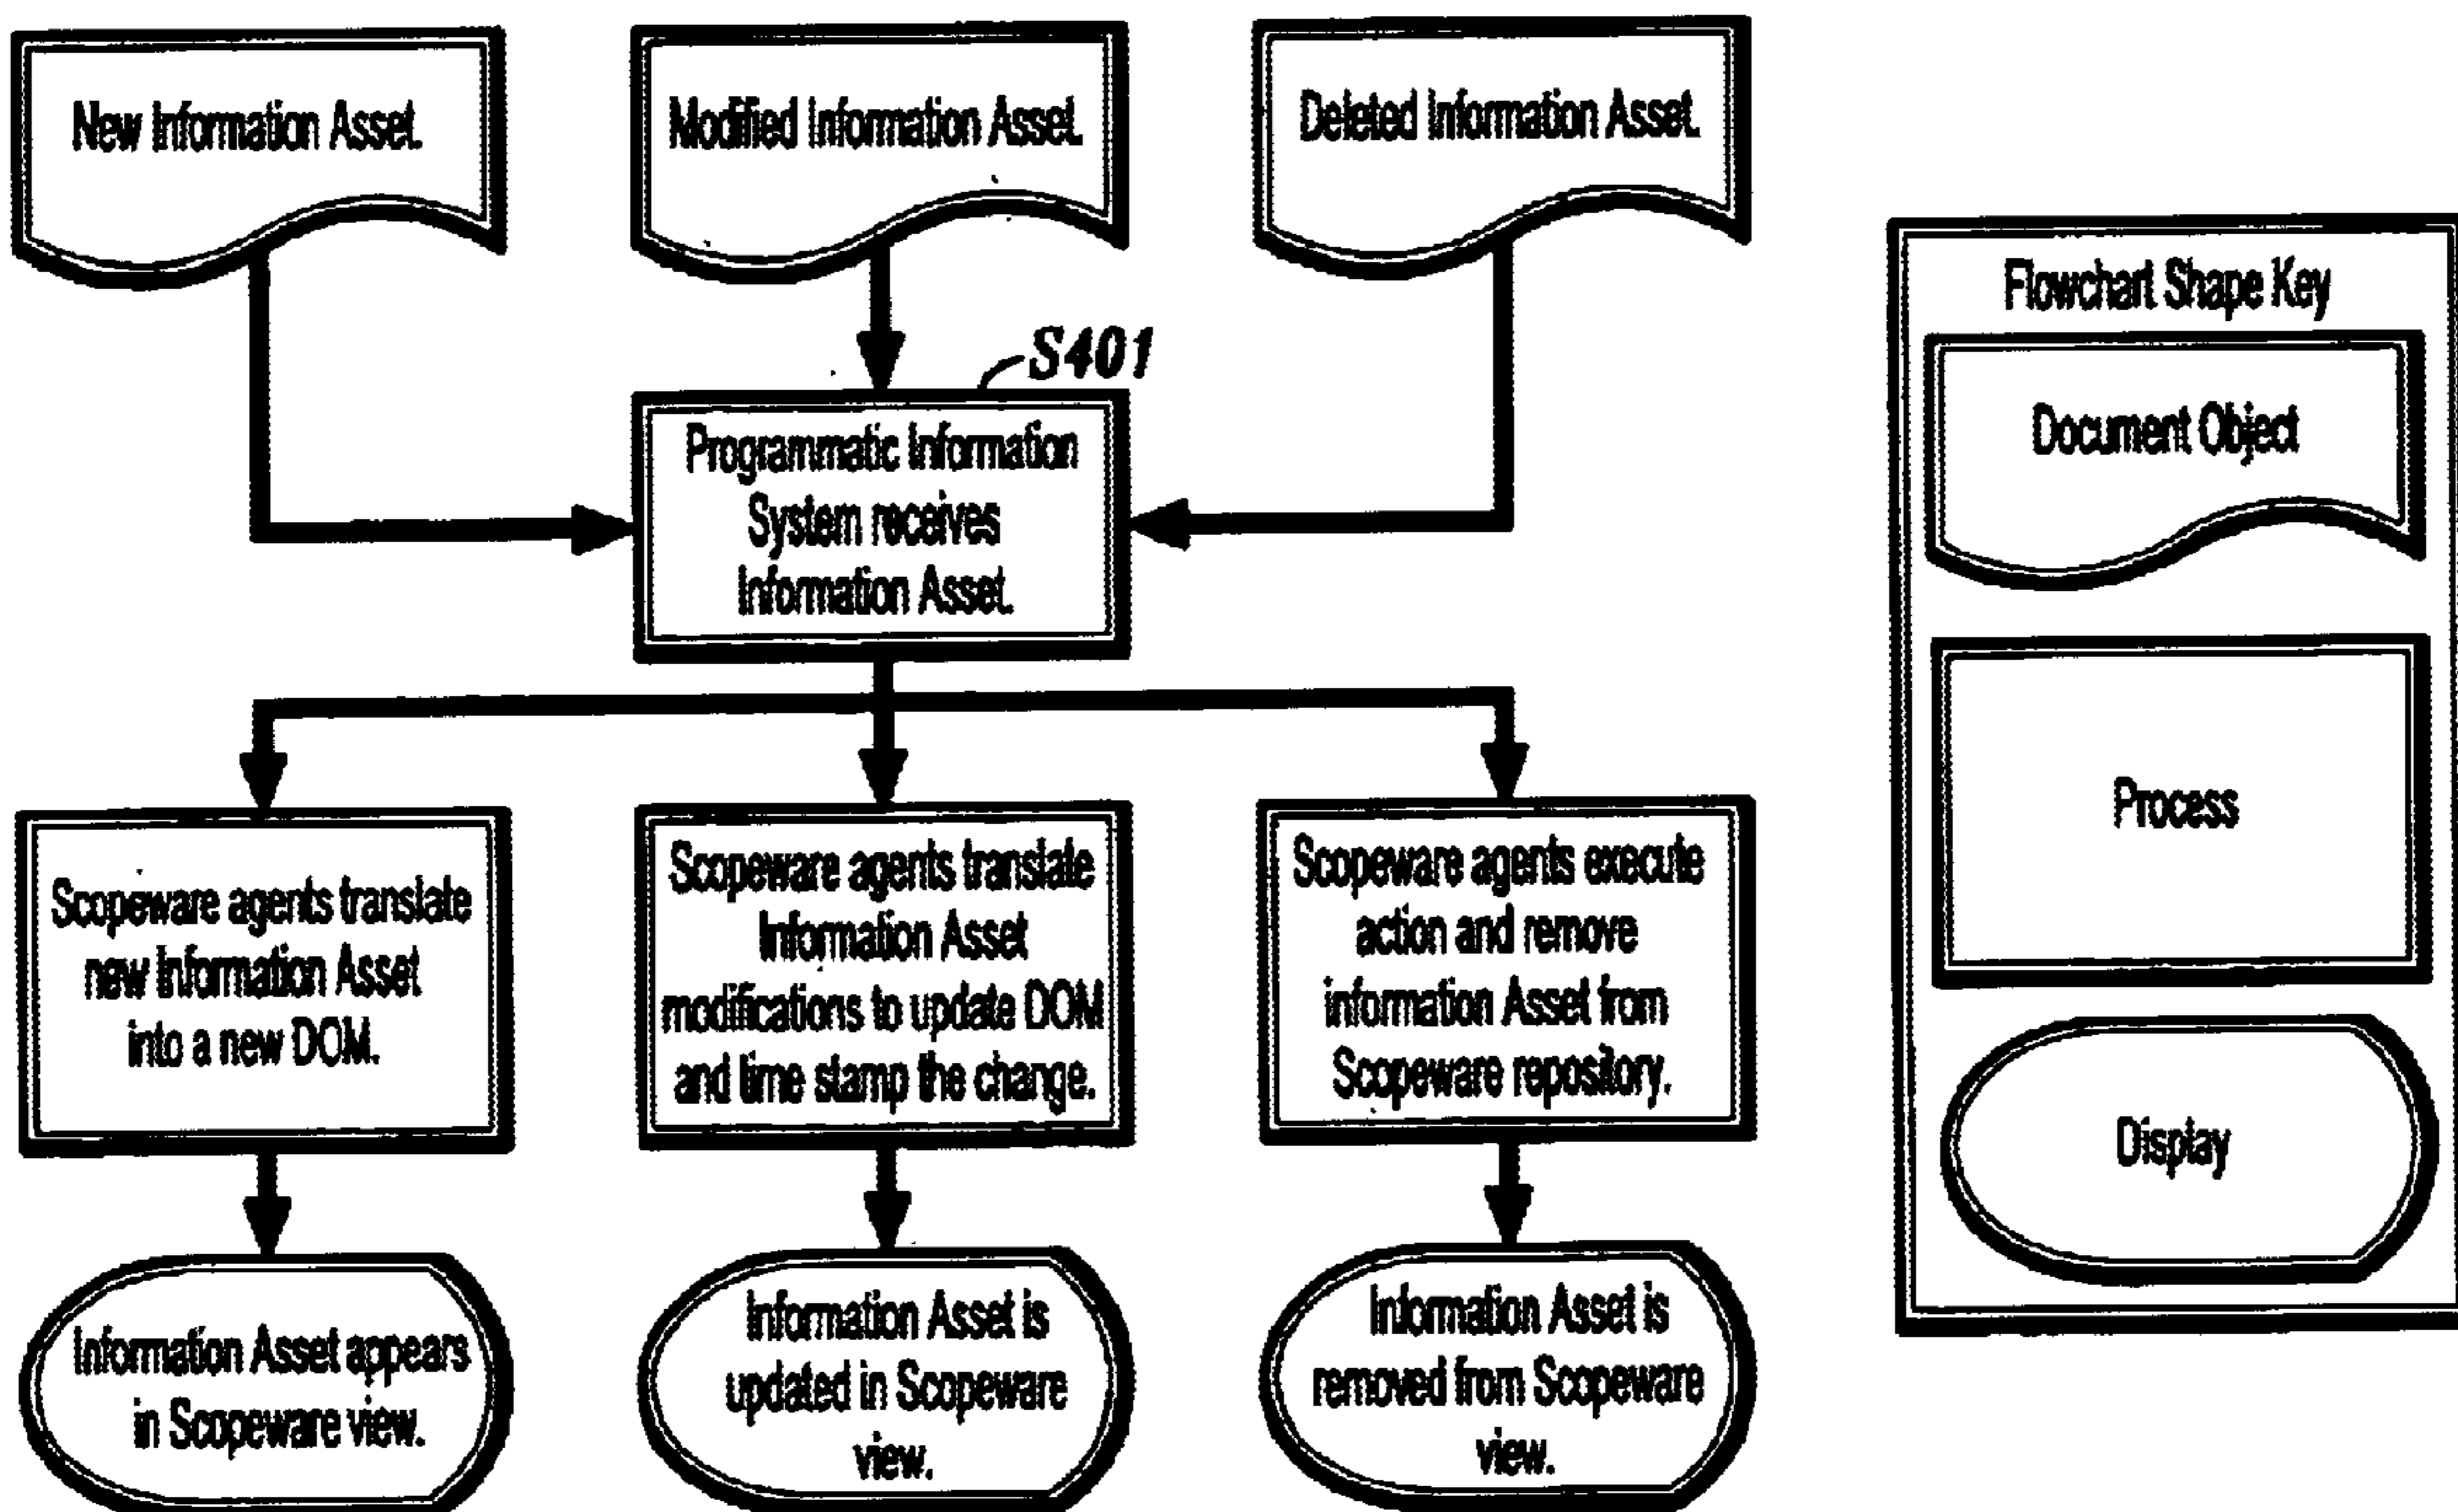 New Information Asset.
Modified Information Asset.
Deleted Information Asset.
S401
Programmatic Information
System receives
Information Asset.
Scopeware agents translate
new Information Asset
into a new DOM.
Scopeware agents translate
Information Asset
modifications to update DOM
and time stamp the change.
Scopeware agents execute
action and remove
information Asset from
Scopeware repository.
Information Asset appears
in Scopeware view.
Information Asset is
updated in Scopeware
view.
Information Asset is
removed from Scopeware
view.
Flowchart Shape Key
Document Object
Process
Display